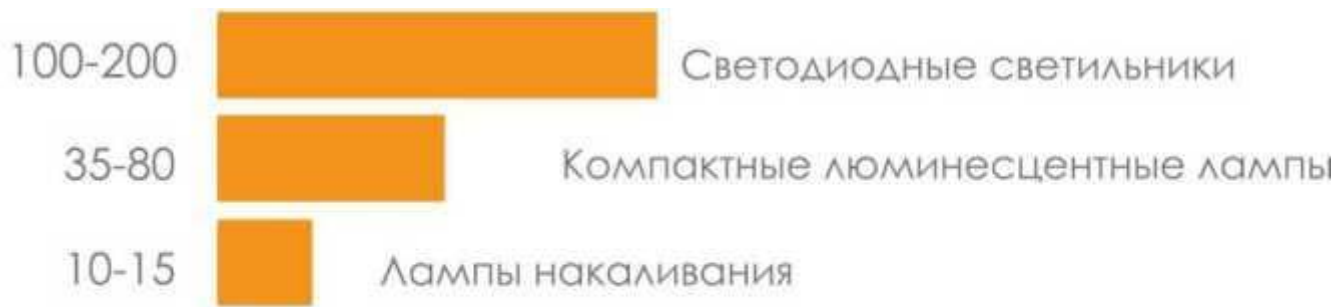 100-200 Светодиодные светильники
35-80 Компактные люминесцентные лампы
10-15 Лампы накаливания